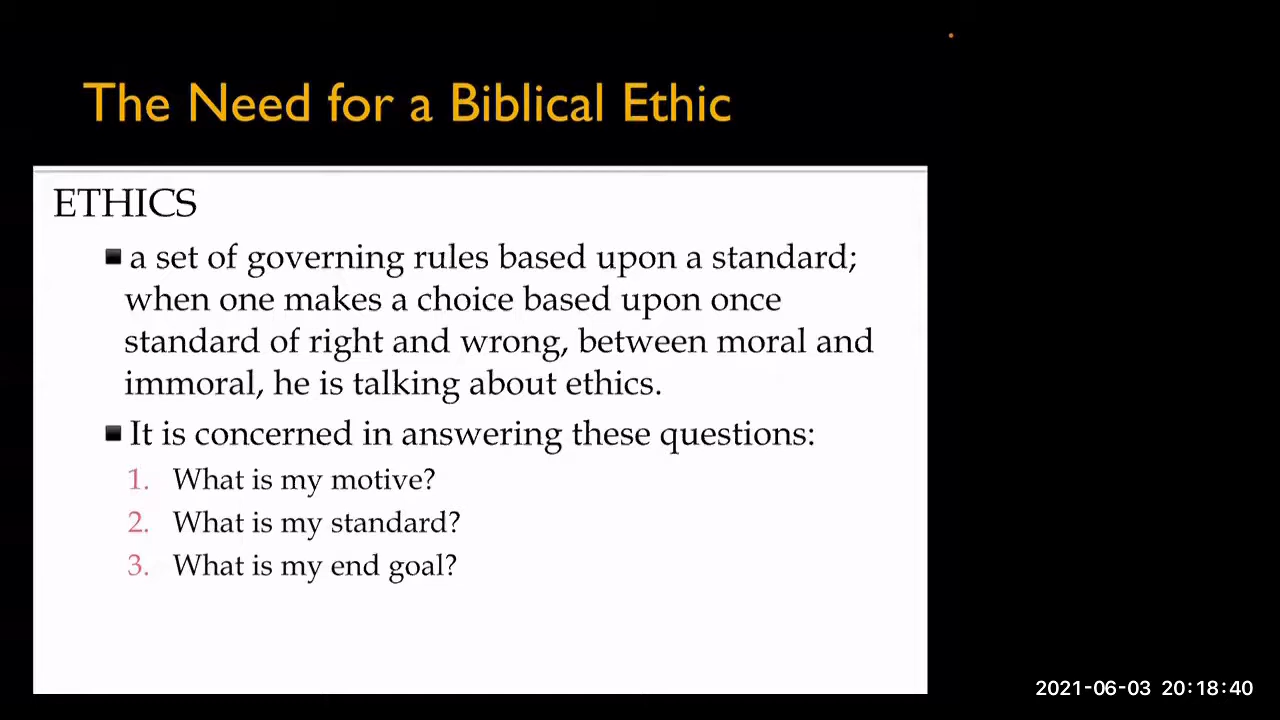 The Need for a Biblical Ethic
ETHICS
■ a set of governing rules based upon a standard;
when one makes a choice based upon once
standard of right and wrong, between moral and
immoral, he is talking about ethics.
■ It is concerned in answering these questions:
1. What is my motive?
2. What is my standard?
3. What is my end goal?
2021-06-03 20:18:40